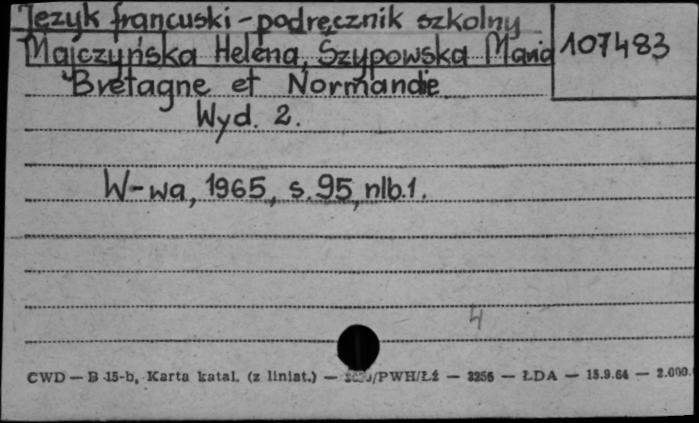 Język francuski - podręcznik szkolny
Majczyńska Helena, Szypowska Maria
107483
Bretagne et Normandie
Wyd. 2.
W-wa, 1965, s. 95, nlb. 1.
4
CWD — B 15-b, Karta katal. (z liniat.) — /PWH/Łż — 3256 — ŁDA — 18.9.64 — 2.000.